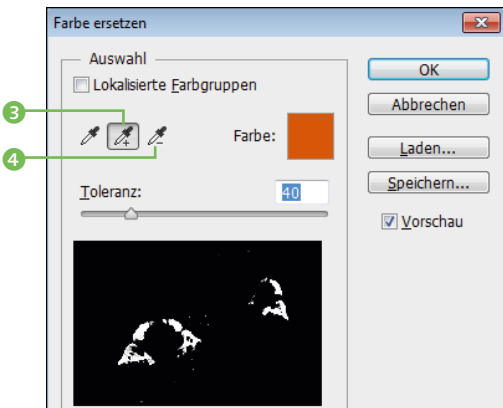 Farbe ersetzen
Auswahl
Lokalisierte Farbgruppen
3
4
Farbe:
Toleranz:
40
OK
Abbrechen
Laden...
Speichern...
Vorschau